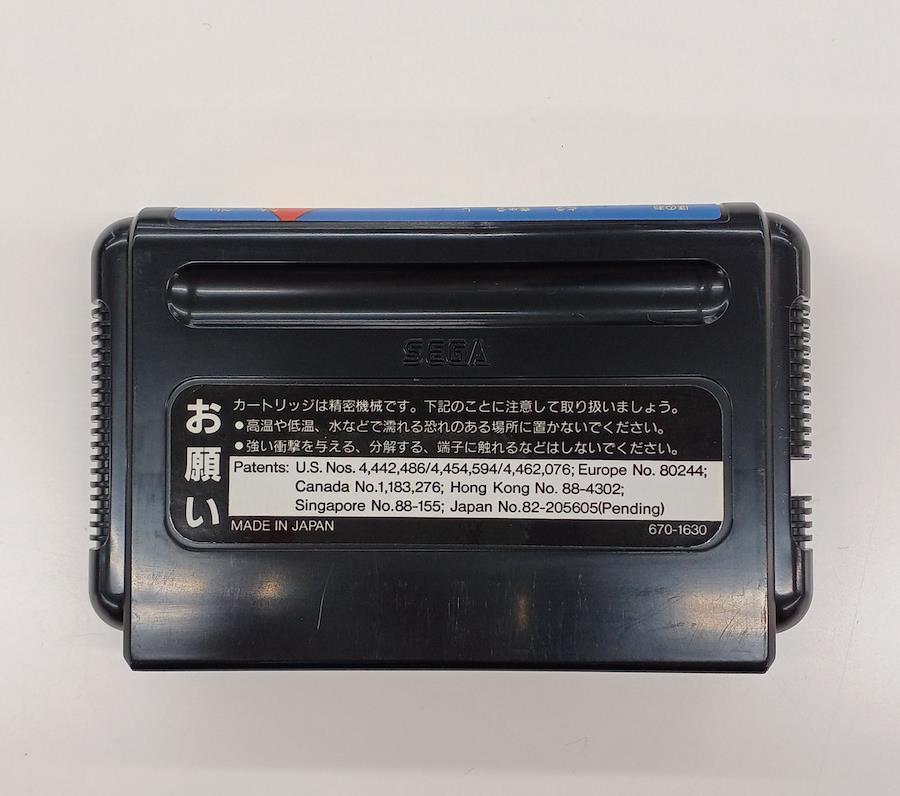 SEGA
お願い
カートリッジは精密機械です。下記のことに注意して取り扱いましょう。
●高温や低温、水などで濡れる恐れのある場所に置かないでください。
●強い衝撃を与える、分解する、端子に触れるなどはしないでください。
Patents: U.S. Nos. 4,442,486/4,454,594/4,462,076; Europe No. 80244;
Canada No.1,183,276; Hong Kong No. 88-4302;
Singapore No.88-155; Japan No.82-205605(Pending)
MADE IN JAPAN 670-1630